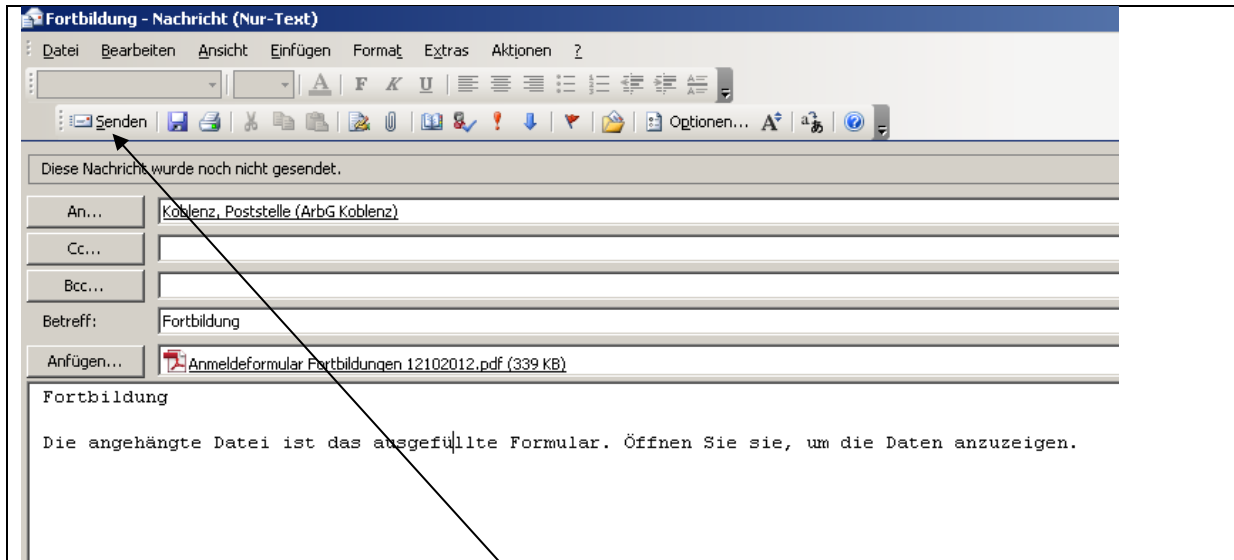 Fortbildung - Nachricht (Nur-Text)
Datei Bearbeiten Ansicht Einfügen Format Extras Aktionen ?
A F K U
Senden Optionen...
Diese Nachricht wurde noch nicht gesendet.
An... Koblenz, Poststelle (ArbG Koblenz)
Cc...
Bcc...
Betreff: Fortbildung
Anfügen... Anmeldeformular Fortbildungen 12102012.pdf (339 KB)
Fortbildung
Die angehängte Datei ist das ausgefüllte Formular. Öffnen Sie sie, um die Daten anzuzeigen.